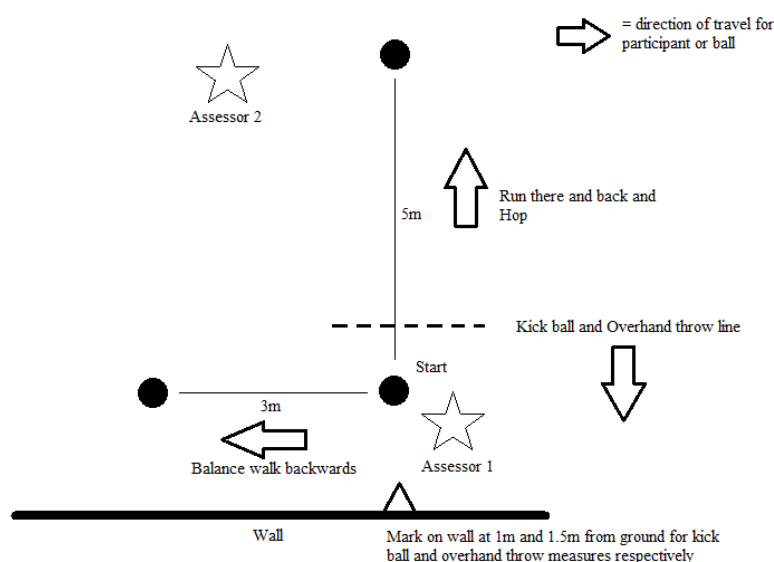 = direction of travel for
participant or ball
Assessor 2
5m
Run there and back and
Hop
Kick ball and Overhand throw line
Start
3m
Balance walk backwards
Assessor 1
Wall
Mark on wall at 1m and 1.5m from ground for kick
ball and overhand throw measures respectively